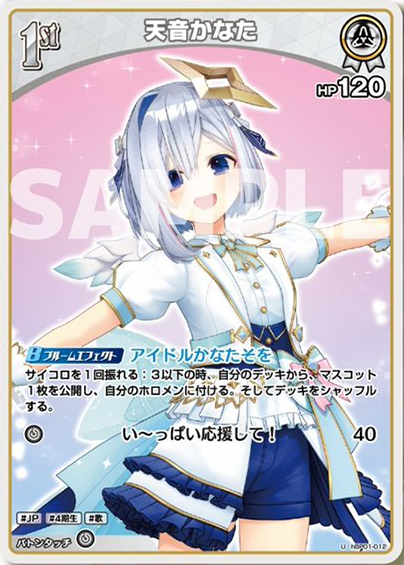 1st
天音かなた
HP120
SAMPLE
B ブルームエフェクト アイドルかなたそを
サイコロを1回振れる：3以下の時、自分のデッキから、マスコット
1枚を公開し、自分のホロメンに付ける。そしてデッキをシャッフル
する。
い～っぱい応援して！ 40
#JP #4期生 #歌
バトンタッチ
U hBP01-012